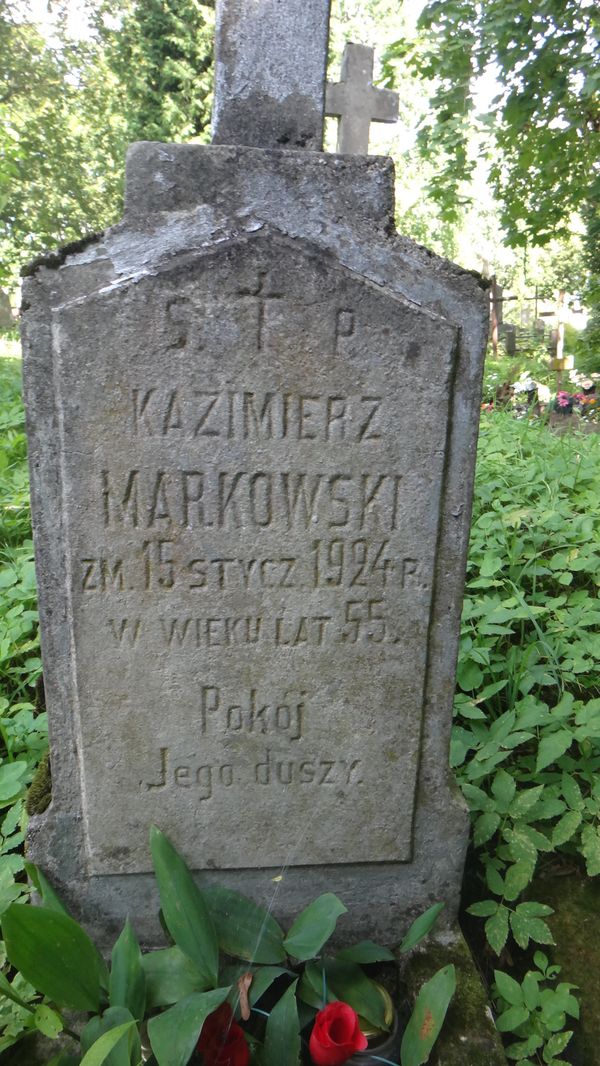 S. † P.
KAZIMIERZ
MARKOWSKI
ZM. 15 STYCZ. 1924 R.
W WIEKU LAT 55.
Pokój
Jego duszy.